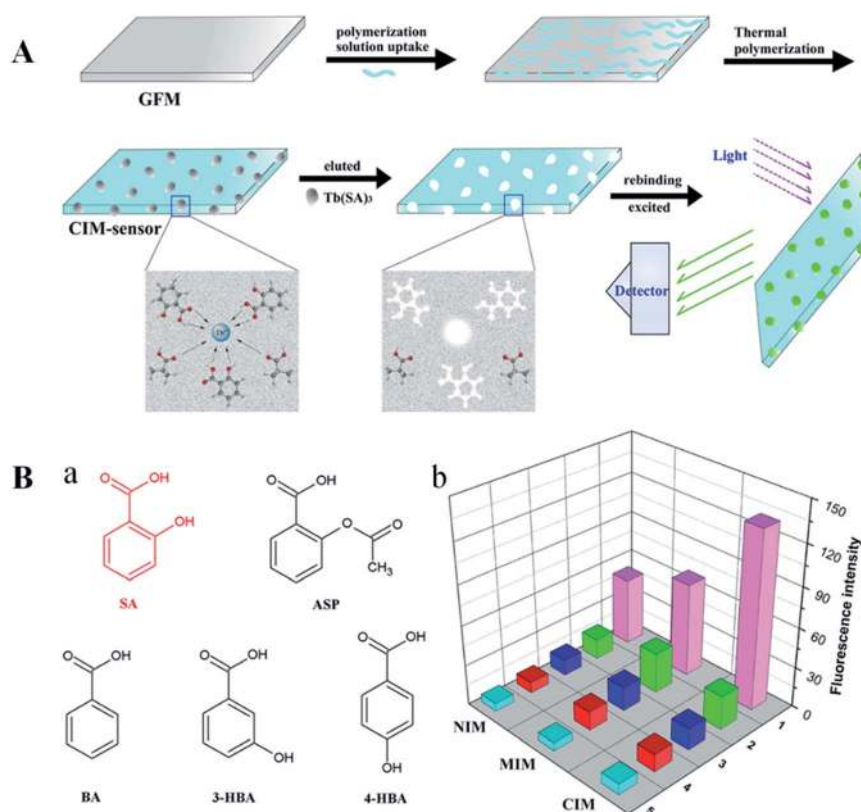 A
polymerization
solution uptake
Thermal
polymerization
GFM
eluted
Tb(SA)₃
CIM-sensor
Light
rebinding
excited
Detector
B
a
b
O
OH
OH
SA
O
OH
O
O
CH₃
ASP
O
OH
BA
O
OH
OH
3-HBA
O
OH
OH
4-HBA
150
120
90
60
30
0
Fluorescence intensity
NIM
MIM
CIM
1
2
3
4
5